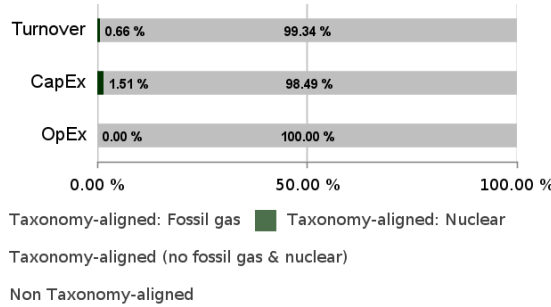 Turnover 0.66 % 99.34 %
CapEx 1.51 % 98.49 %
OpEx 0.00 % 100.00 %
0.00 % 50.00 % 100.00 %
Taxonomy-aligned: Fossil gas Taxonomy-aligned: Nuclear
Taxonomy-aligned (no fossil gas & nuclear)
Non Taxonomy-aligned